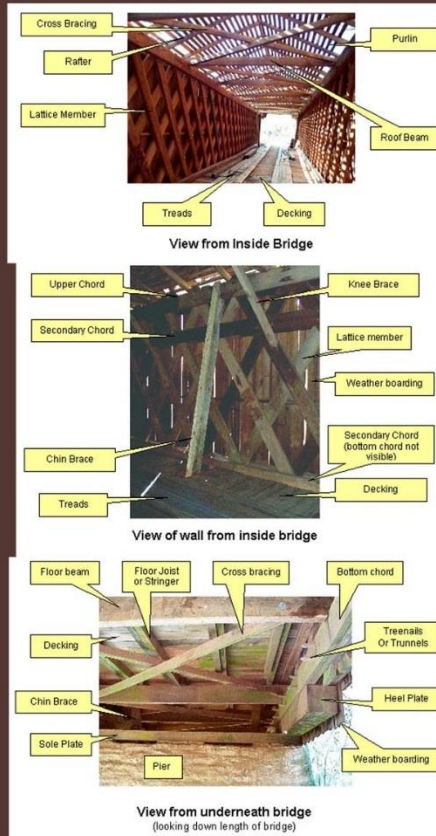 Cross Bracing
Purlin
Rafter
Lattice Member
Roof Beam
Treads
Decking
View from Inside Bridge
Upper Chord
Knee Brace
Secondary Chord
Lattice member
Weather boarding
Chin Brace
Secondary Chord
(bottom chord not
visible)
Treads
Decking
View of wall from inside bridge
Floor beam
Floor Joist
or Stringer
Cross bracing
Bottom chord
Decking
Treenails
Or Trunnels
Chin Brace
Heel Plate
Sole Plate
Pier
Weather boarding
View from underneath bridge
(looking down length of bridge)